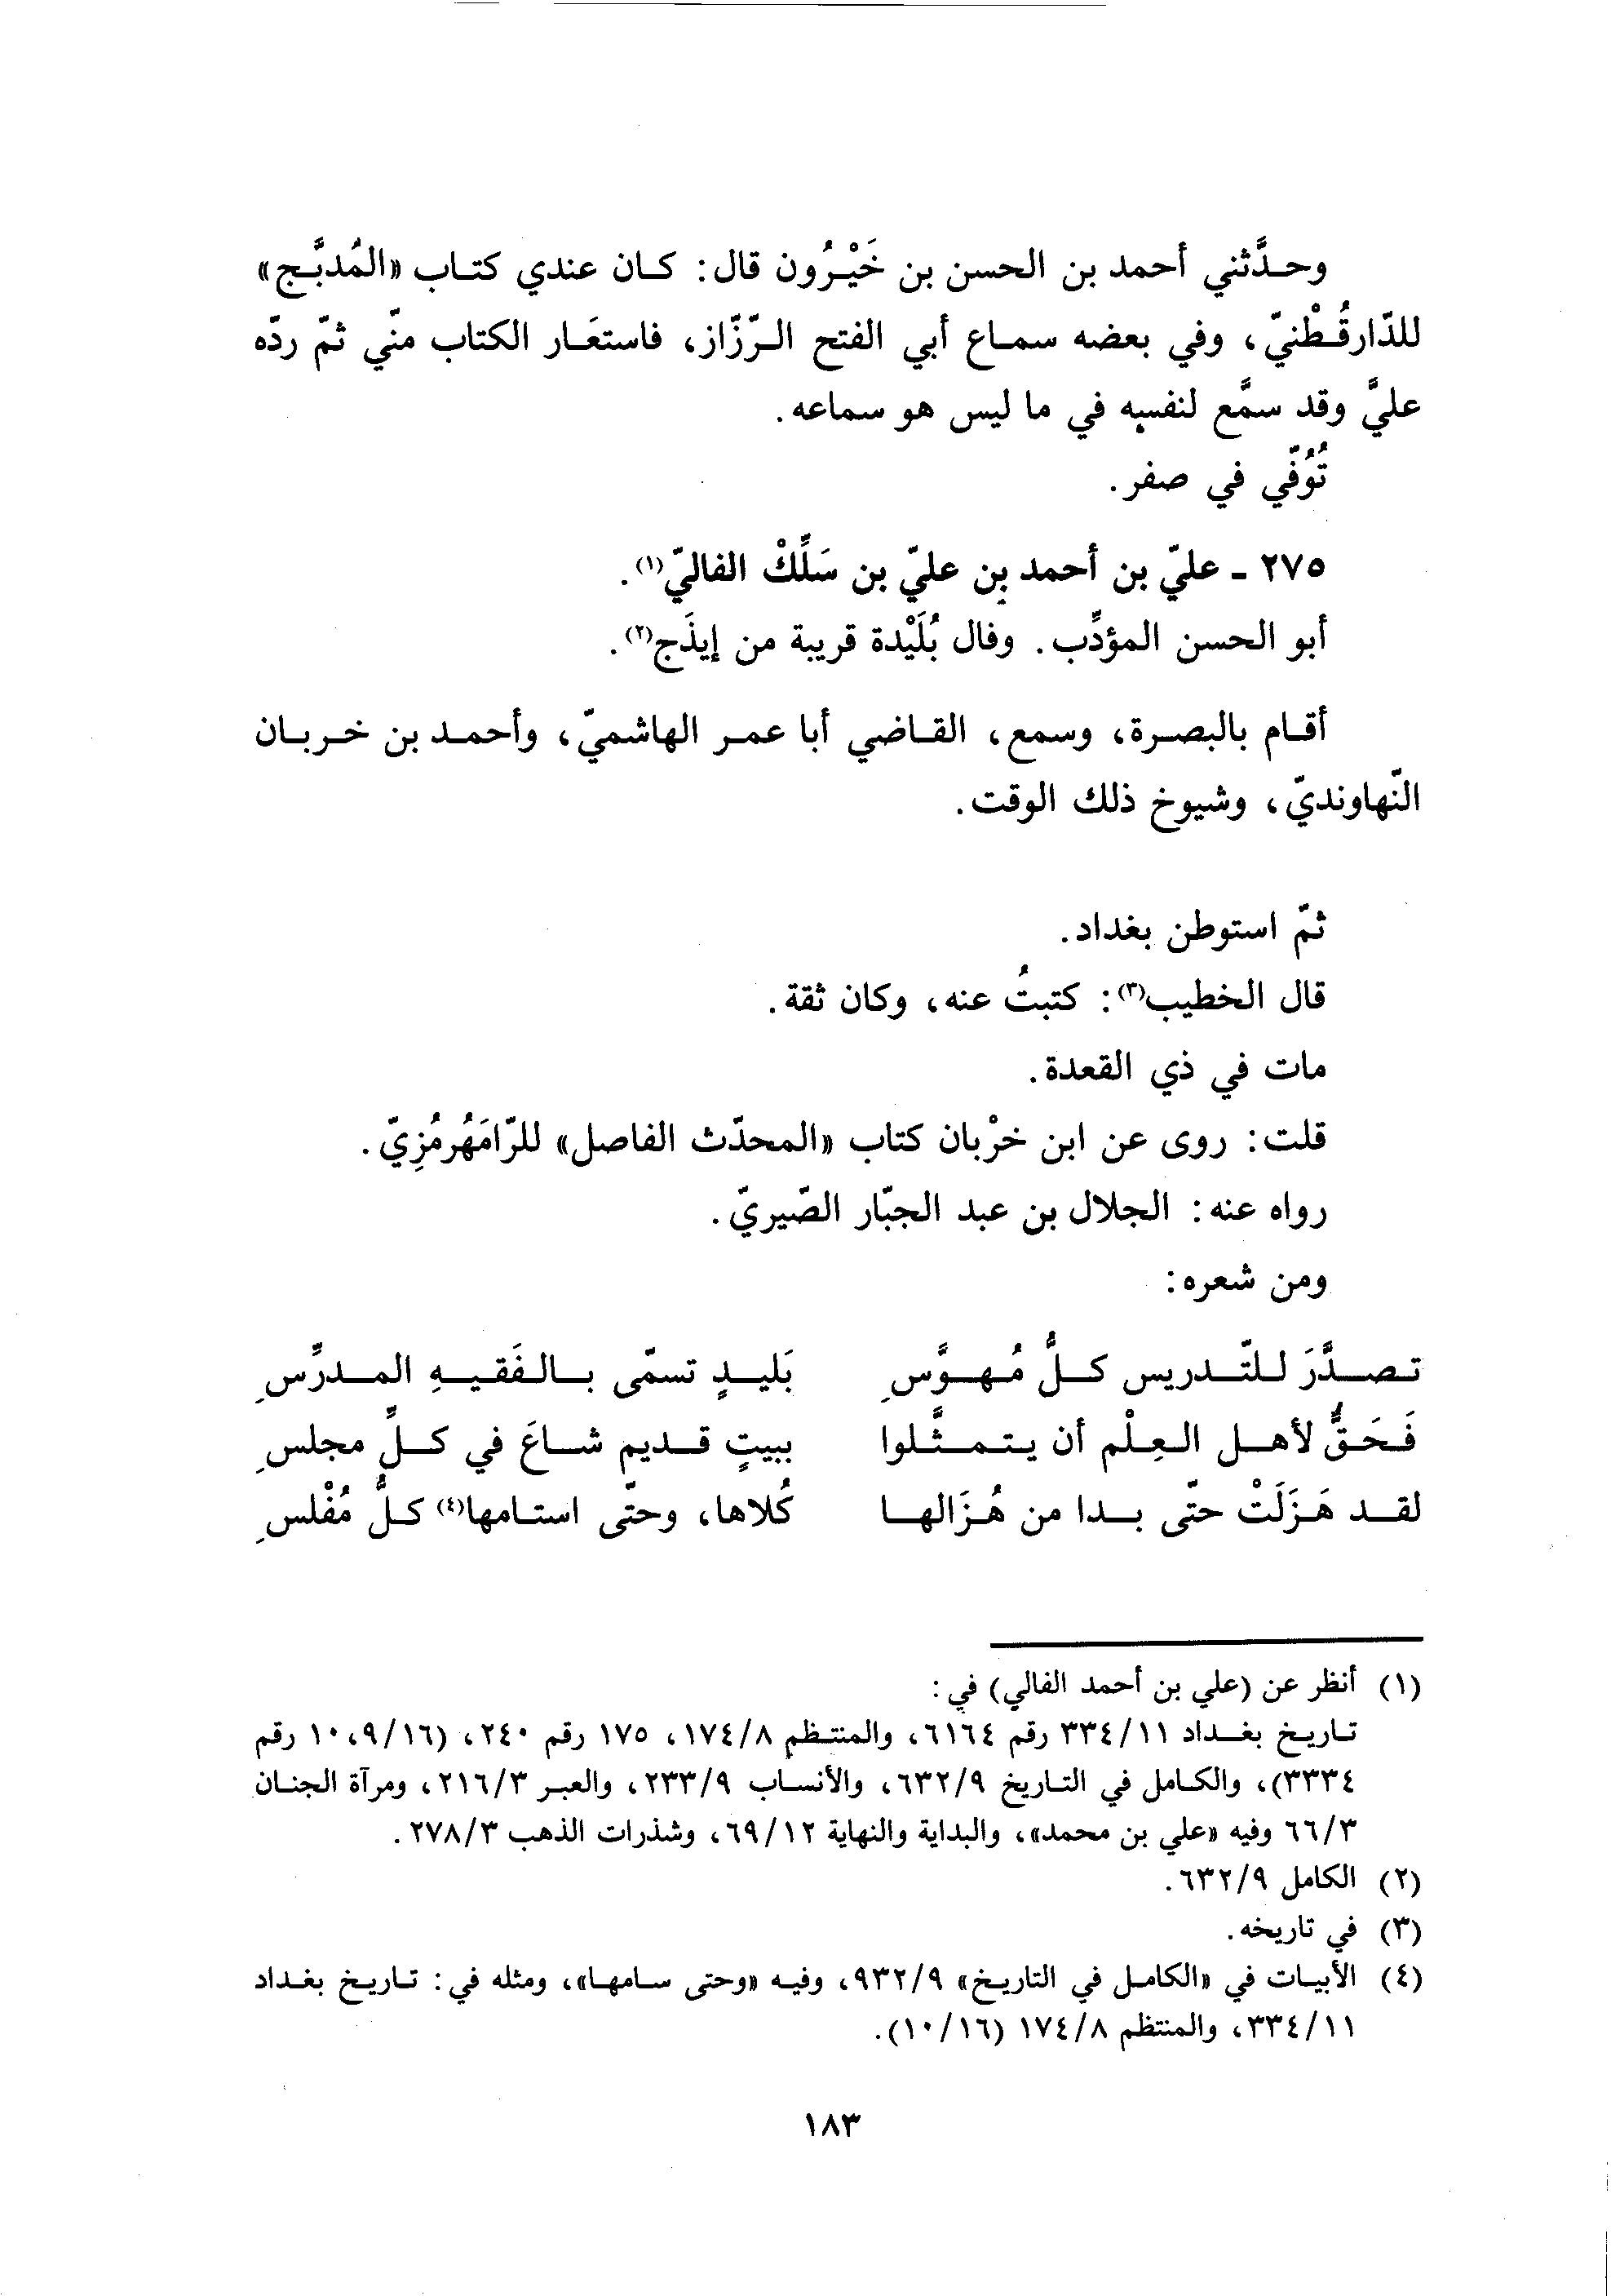 وحدَّثني أحمد بن الحسن بن خَيْرُون قال: كان عندي كتاب «المُدبَّج»
للدّارقُطْنيّ، وفي بعضه سماع أبي الفتح الرّزّاز، فاستعَار الكتاب منّي ثمّ ردّه
عليَّ وقد سمَّع لنفسِه في ما ليس هو سماعه.
تُوُفّي في صفر.
٢٧٥ ـ عليّ بن أحمد بن عليّ بن سَلَّكْ الفاليّ(١).
أبو الحسن المؤدِّب. وفال بُلَيْدة قريبة من إيذَج(٢).
أقام بالبصرة، وسمع، القاضي أبا عمر الهاشميّ، وأحمد بن خربان
النّهاونديّ، وشيوخ ذلك الوقت.
ثمّ استوطن بغداد.
قال الخطيب(٣): كتبتُ عنه، وكان ثقة.
مات في ذي القعدة.
قلت: روى عن ابن خرْبان كتاب «المحدّث الفاصل» للرّامَهُرمُزِيّ.
رواه عنه: الجلال بن عبد الجبّار الصّيريّ.
ومن شعره:
تصدَّرَ للتّدريس كلُّ مُهوَّسِ بَليدٍ تسمّى بالفَقيهِ المدرِّسِ
فَحَقٌّ لأهل العِلْم أن يتمثَّلوا ببيتٍ قديم شاعَ في كلِّ مجلسِ
لقد هَزَلَتْ حتّى بدا من هُزَالها كُلاها، وحتّى استامها(٤) كلُّ مُفْلسِ
(١) أنظر عن (علي بن أحمد الفالي) في:
تاريخ بغداد ٣٣٤/١١ رقم ٦١٦٤، والمنتظم ١٧٤/٨، ١٧٥ رقم ٢٤٠، (٩/١٦، ١٠ رقم
٣٣٣٤)، والكامل في التاريخ ٦٣٢/٩، والأنساب ٢٣٣/٩، والعبر ٢١٦/٣، ومرآة الجنان
٦٦/٣ وفيه «علي بن محمد»، والبداية والنهاية ٦٩/١٢، وشذرات الذهب ٢٧٨/٣.
(٢) الكامل ٦٣٢/٩.
(٣) في تاريخه.
(٤) الأبيات في «الكامل في التاريخ» ٩٣٢/٩، وفيه «وحتى سامها»، ومثله في: تاريخ بغداد
٣٣٤/١١، والمنتظم ١٧٤/٨ (١٠/١٦).
١٨٣